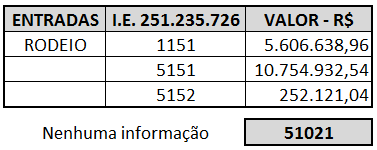 ENTRADAS I.E. 251.235.726 VALOR - R$
RODEIO 1151 5.606.638,96
5151 10.754.932,54
5152 252.121,04
Nenhuma informação 51021